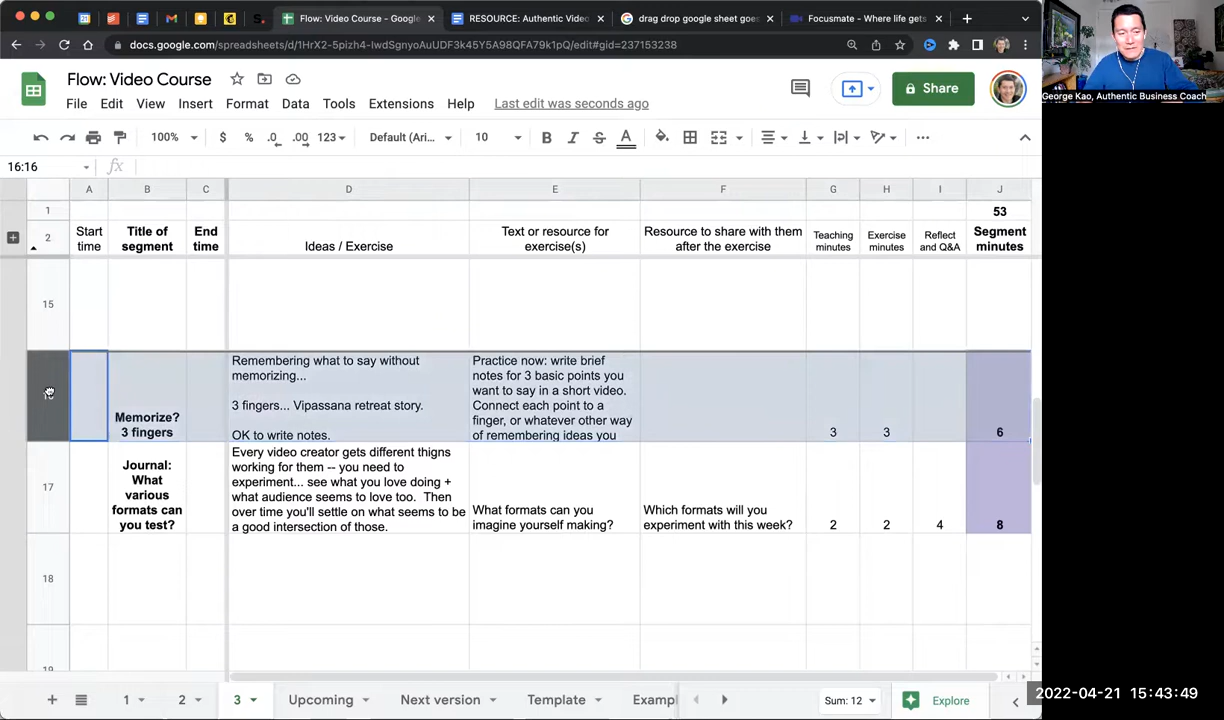 Flow: Video Course - Google
RESOURCE: Authentic Video
drag drop google sheet goes
Focusmate - Where life gets
docs.google.com/spreadsheets/d/1HrX2-5pizh4-IwdSgnyoAuUDF3k45Y5A98QFA79k1pQ/edit#gid=237153238
George Kao, Authentic Business Coach
Flow: Video Course
Share
File Edit View Insert Format Data Tools Extensions Help Last edit was seconds ago
100% $ % .0 .00 123 Default (Ari... 10 B I S A
16:16 fx
A B C D E F G H I J
1 53
2
Start time
Title of segment
End time
Ideas / Exercise
Text or resource for exercise(s)
Resource to share with them after the exercise
Teaching minutes
Exercise minutes
Reflect and Q&A
Segment minutes
15
Memorize?
3 fingers
Remembering what to say without
memorizing...
3 fingers... Vipassana retreat story.
OK to write notes.
Practice now: write brief
notes for 3 basic points you
want to say in a short video.
Connect each point to a
finger, or whatever other way
of remembering ideas you
3 3 6
17
Journal:
What
various
formats can
you test?
Every video creator gets different thigns
working for them -- you need to
experiment... see what you love doing +
what audience seems to love too. Then
over time you'll settle on what seems to be
a good intersection of those.
What formats can you
imagine yourself making?
Which formats will you
experiment with this week?
2 2 4 8
18
19
1 2 3 Upcoming Next version Template Exampl
Sum: 12
Explore
2022-04-21 15:43:49